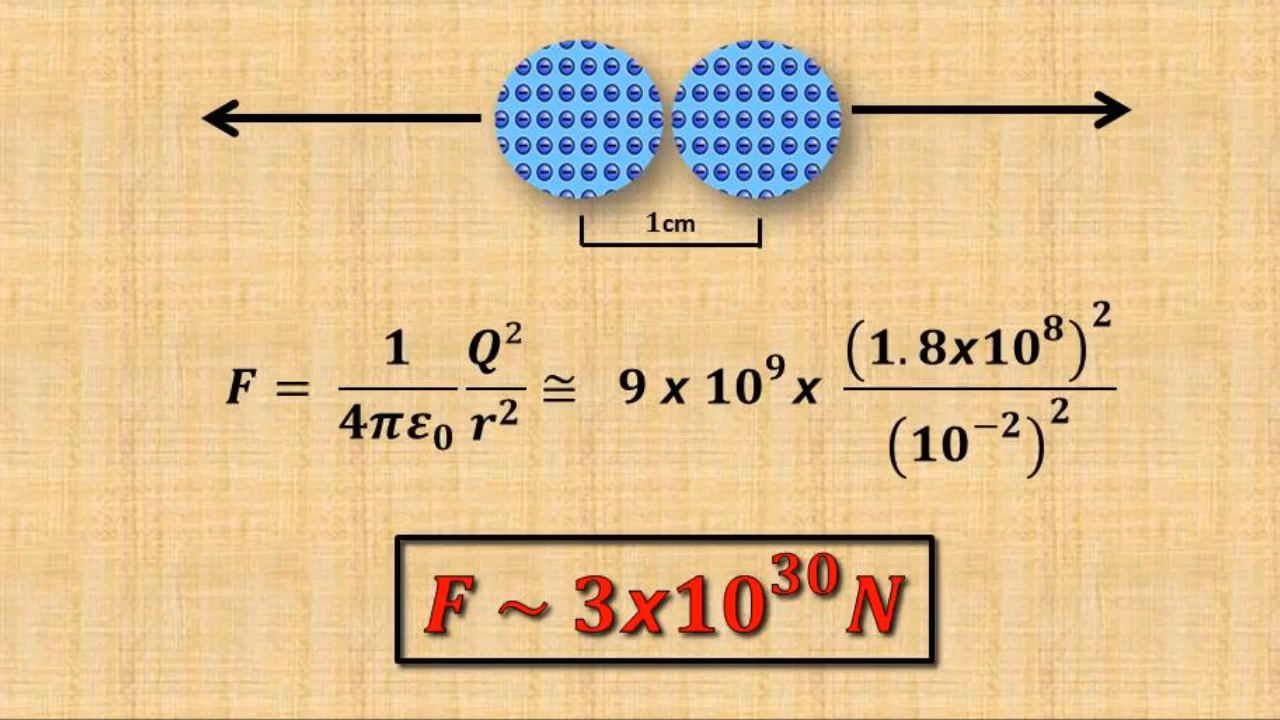 1cm
F = 1/4πε₀ Q²/r² ≅ 9 x 10⁹ x (1.8x10⁸)²/(10⁻²)²
F ~ 3x10³⁰N